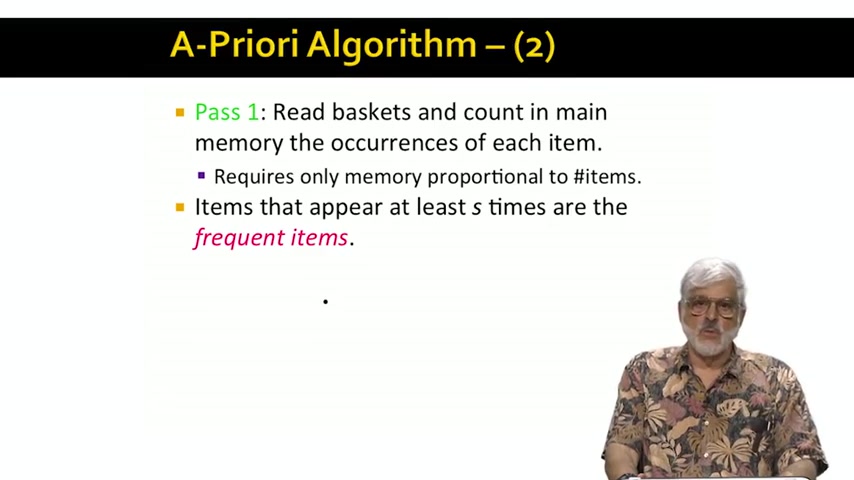 A-Priori Algorithm – (2)
Pass 1: Read baskets and count in main
memory the occurrences of each item.
Requires only memory proportional to #items.
Items that appear at least s times are the
frequent items.